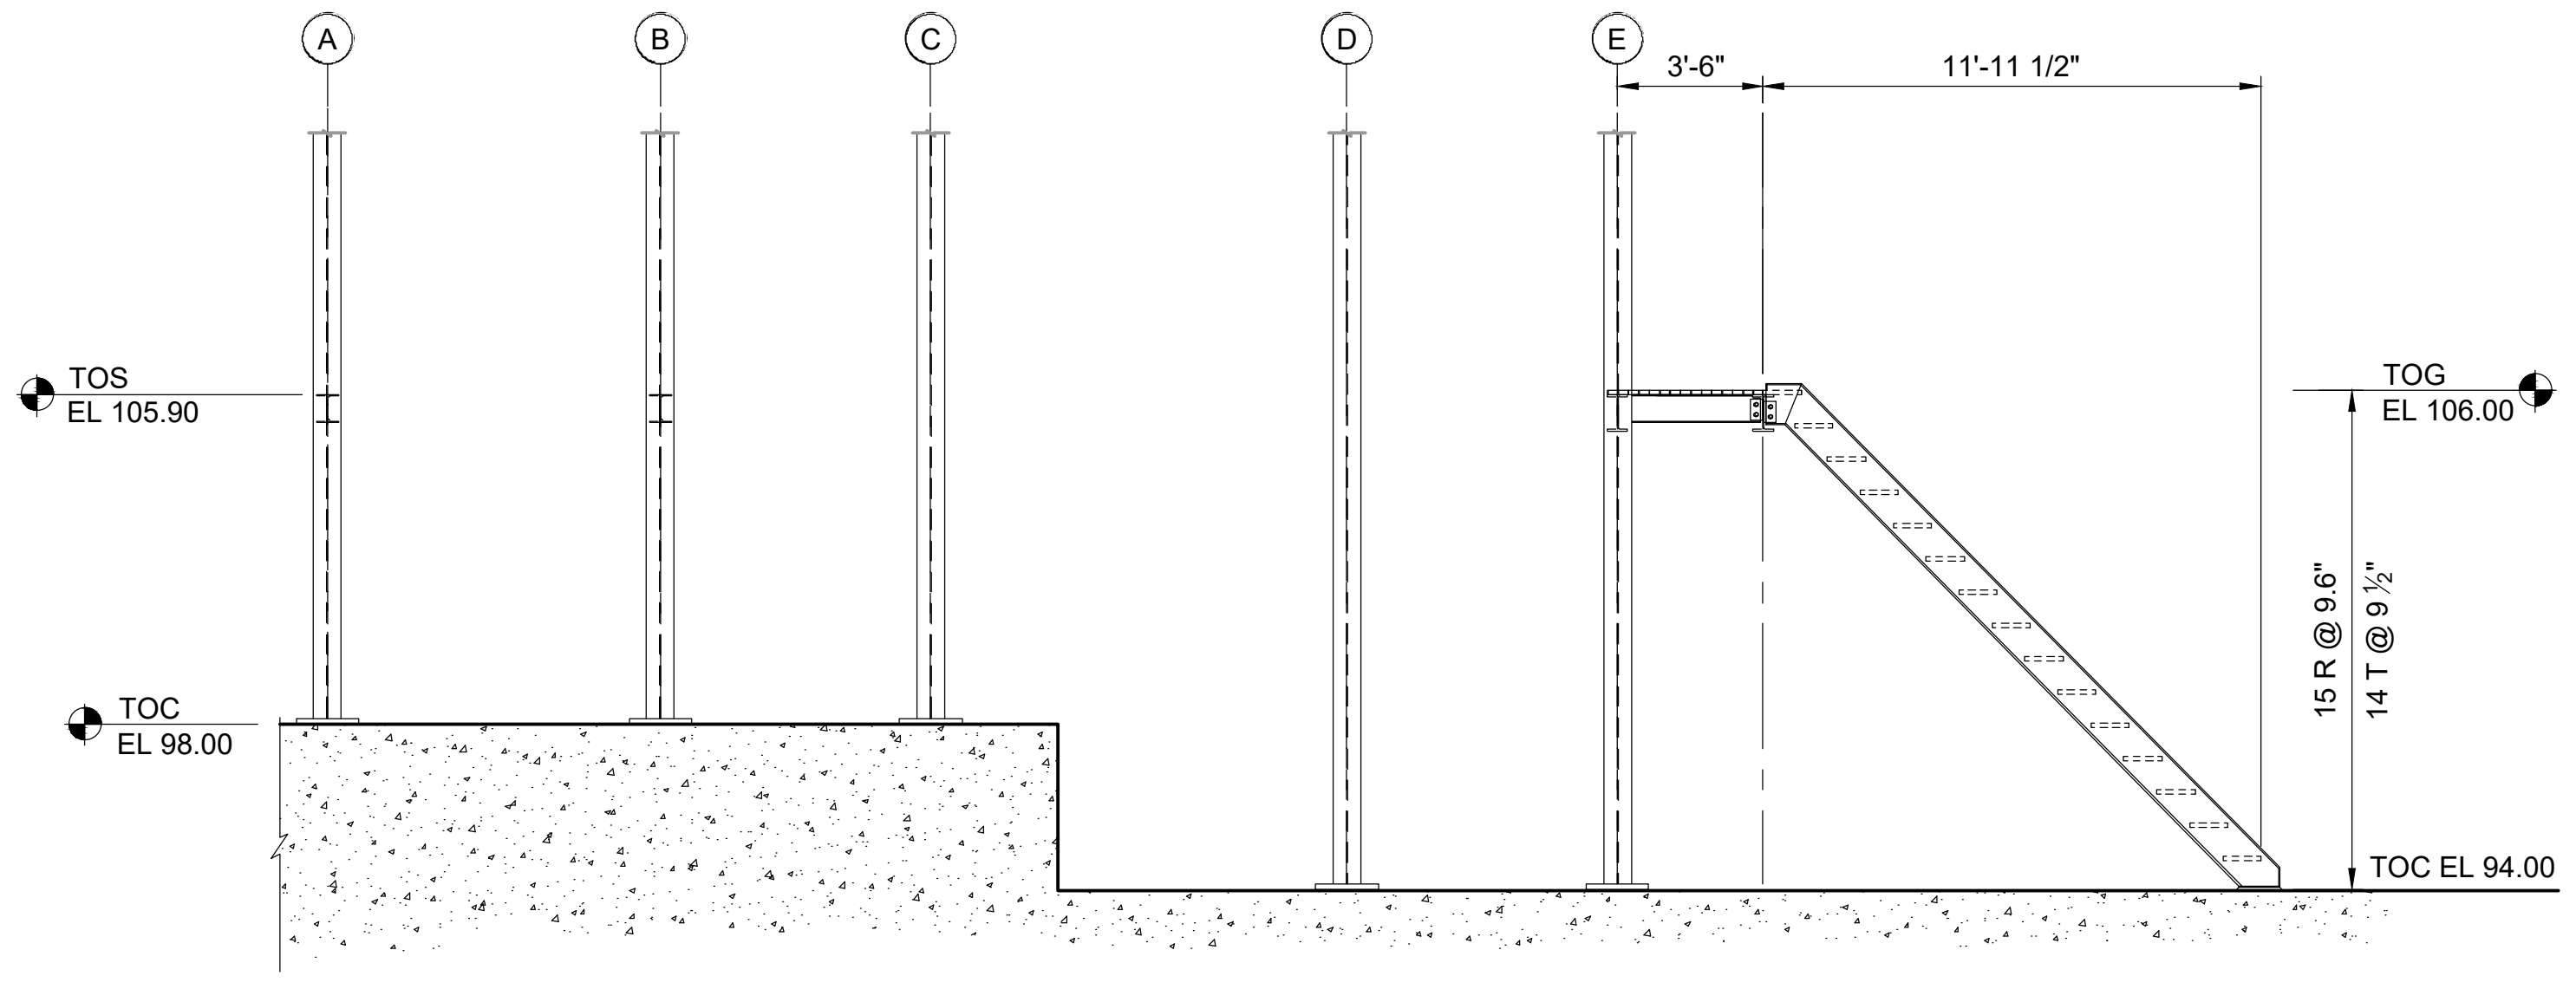 A
B
C
D
E
3'-6"
11'-11 1/2"
TOS
EL 105.90
TOG
EL 106.00
15 R @ 9.6"
14 T @ 9 ½"
TOC
EL 98.00
TOC EL 94.00